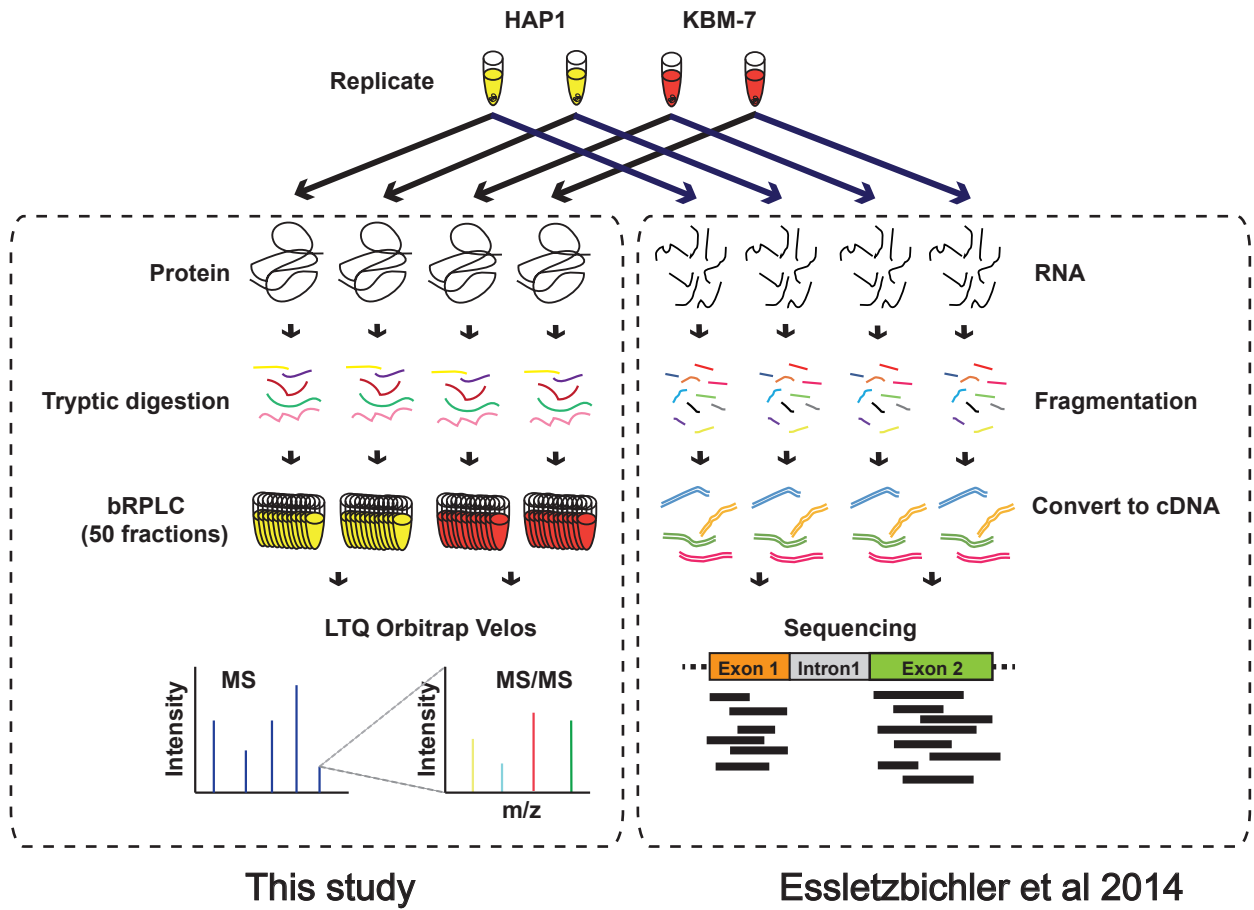 HAP1
KBM-7
Replicate
Protein
RNA
Tryptic digestion
Fragmentation
bRPLC
(50 fractions)
Convert to cDNA
LTQ Orbitrap Velos
Sequencing
MS
MS/MS
Intensity
Intensity
m/z
Exon 1
Intron1
Exon 2
This study
Essletzbichler et al 2014